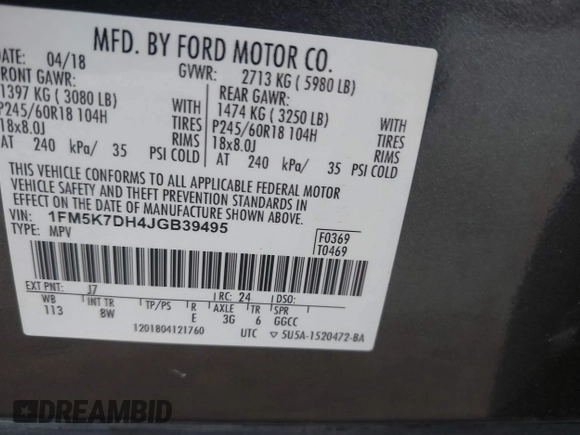 MFD. BY FORD MOTOR CO.
DATE: 04/18 GVWR: 2713 KG (5980 LB)
FRONT GAWR: REAR GAWR:
1397 KG (3080 LB) WITH 1474 KG (3250 LB) WITH
P245/60R18 104H TIRES P245/60R18 104H TIRES
18x8.0J RIMS 18x8.0J RIMS
AT 240 kPa/ 35 PSI COLD AT 240 kPa/ 35 PSI COLD
THIS VEHICLE CONFORMS TO ALL APPLICABLE FEDERAL MOTOR
VEHICLE SAFETY AND THEFT PREVENTION STANDARDS IN
EFFECT ON THE DATE OF MANUFACTURE SHOWN ABOVE.
VIN: 1FM5K7DH4JGB39495
TYPE: MPV
F0369
T0469
EXT PNT: J7 RC: 24 DSO:
WB INT TR TP/PS R AXLE TR SPR
113 8W E 3G 6 GGCC
1201804121760 UTC ▽ 5U5A-1520472-BA
DREAMBID